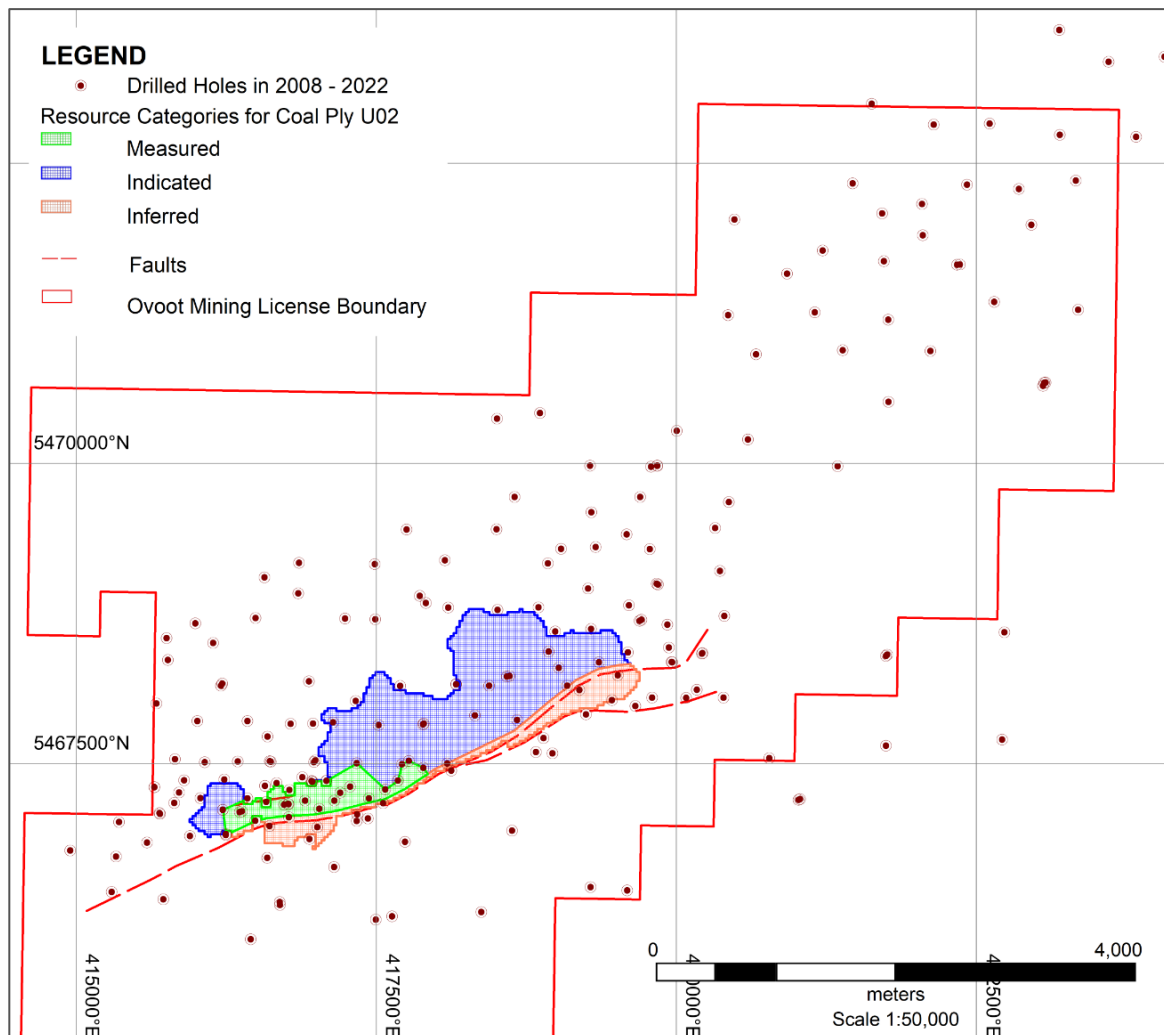 LEGEND
Drilled Holes in 2008 - 2022
Resource Categories for Coal Ply U02
Measured
Indicated
Inferred
Faults
Ovoot Mining License Boundary
5470000°N
5467500°N
415000°E
417500°E
0
4,000
meters
Scale 1:50,000